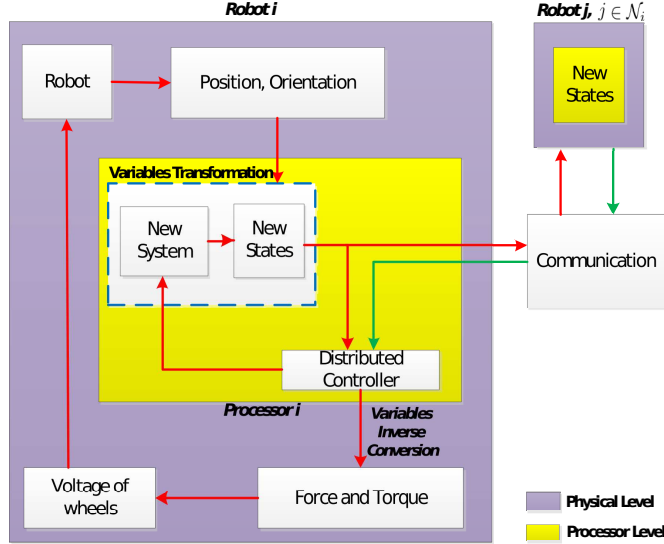 Robot i
Robot j, j ∈ 𝒩ᵢ
Robot
Position, Orientation
New
States
Variables Transformation
New
System
New
States
Communication
Distributed
Controller
Processor i
Variables
Inverse
Conversion
Voltage of
wheels
Force and Torque
Physical Level
Processor Level